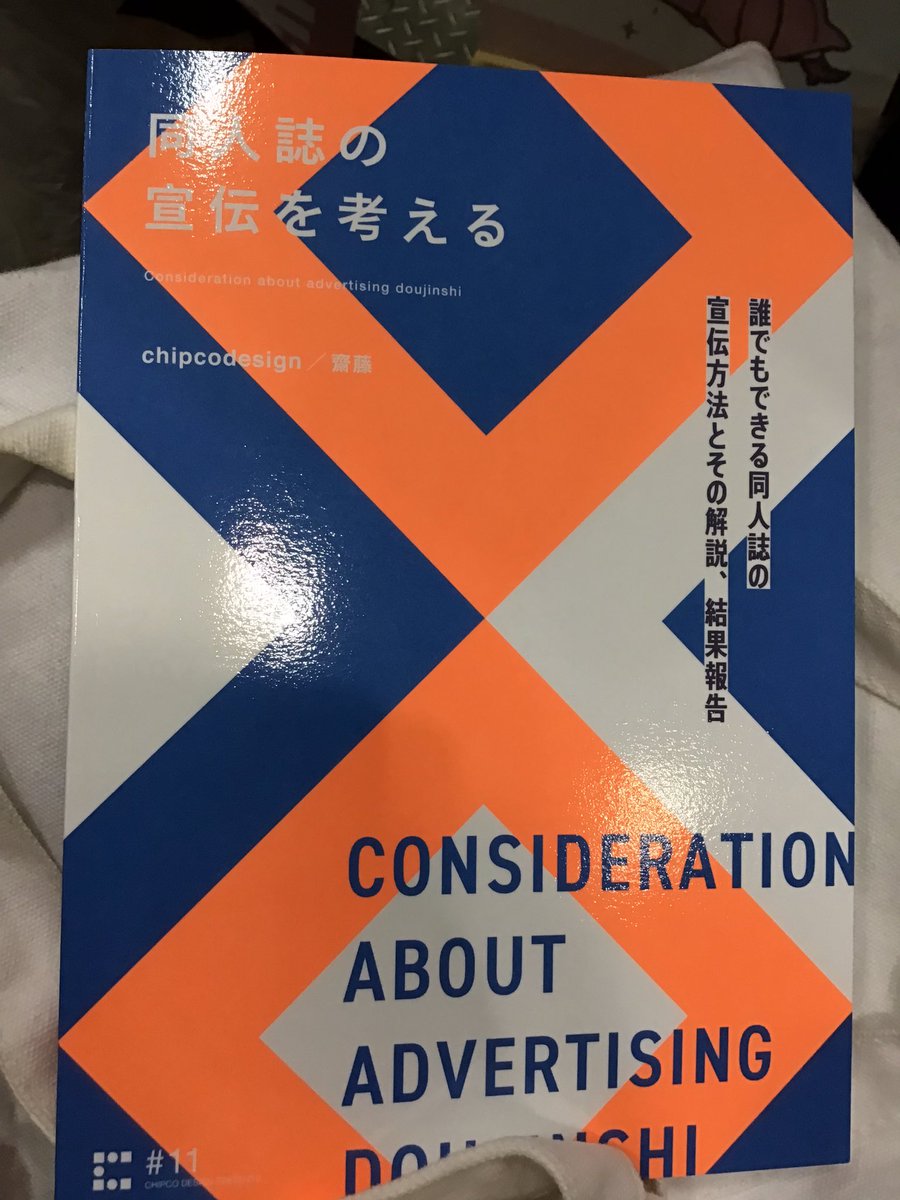 同人誌の
宣伝を考える
Consideration about advertising doujinshi
chipcodesign／齋藤
誰でもできる同人誌の
宣伝方法とその解説、結果報告
CONSIDERATION
ABOUT
ADVERTISING
#11
CHIPCO DESIGN